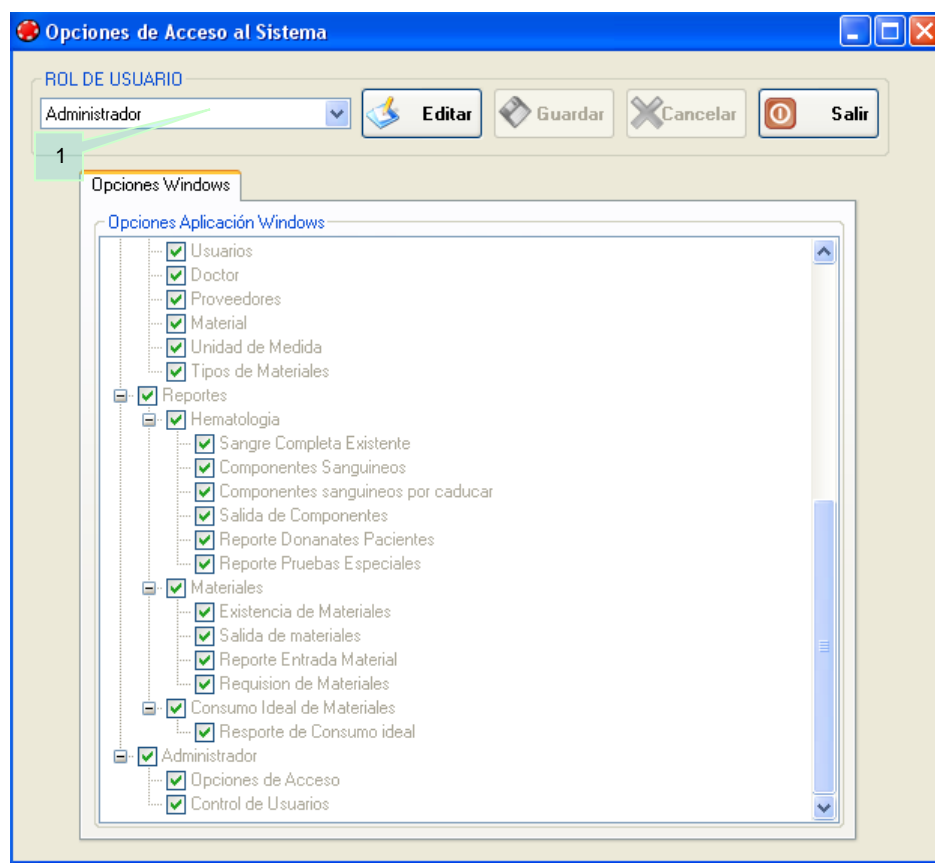 Opciones de Acceso al Sistema
ROL DE USUARIO
Administrador
Editar
Guardar
Cancelar
Salir
1
Opciones Windows
Opciones Aplicación Windows
Usuarios
Doctor
Proveedores
Material
Unidad de Medida
Tipos de Materiales
Reportes
Hematologia
Sangre Completa Existente
Componentes Sanguineos
Componentes sanguineos por caducar
Salida de Componentes
Reporte Donanates Pacientes
Reporte Pruebas Especiales
Materiales
Existencia de Materiales
Salida de materiales
Reporte Entrada Material
Requision de Materiales
Consumo Ideal de Materiales
Resporte de Consumo ideal
Administrador
Opciones de Acceso
Control de Usuarios